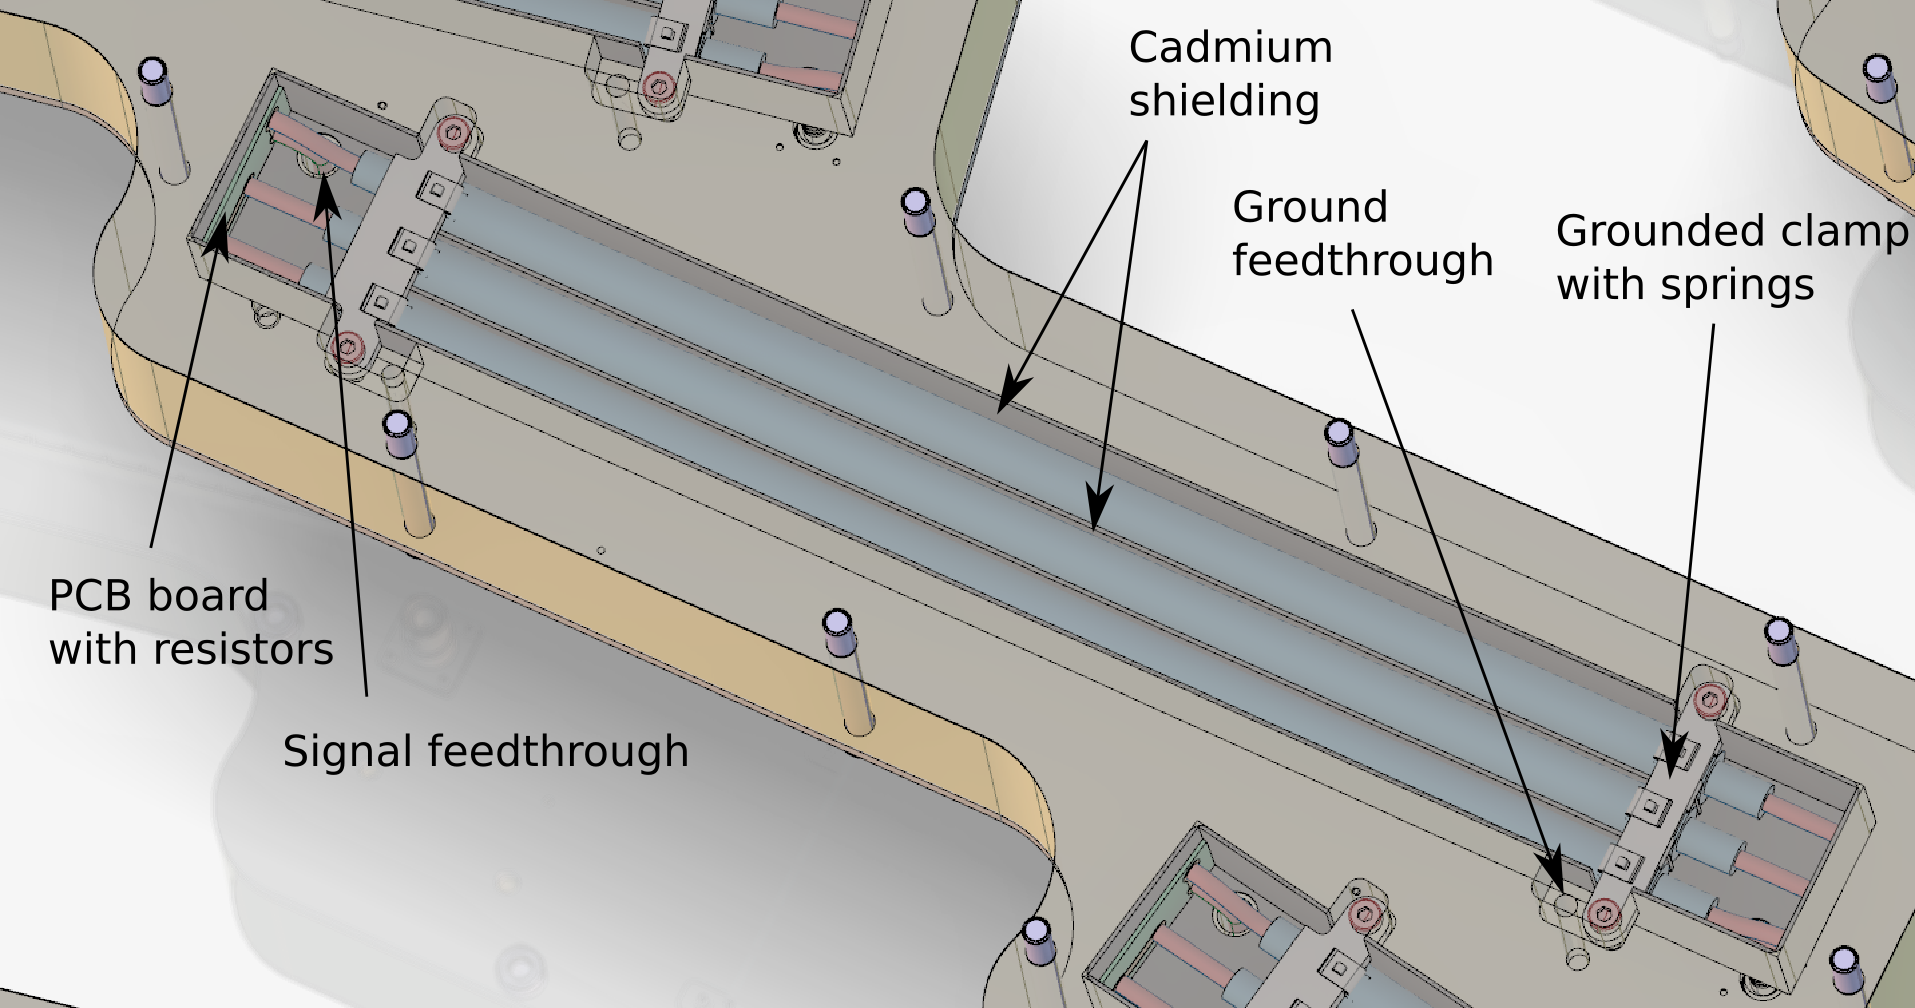 Cadmium
shielding
Ground
feedthrough
Grounded clamp
with springs
PCB board
with resistors
Signal feedthrough